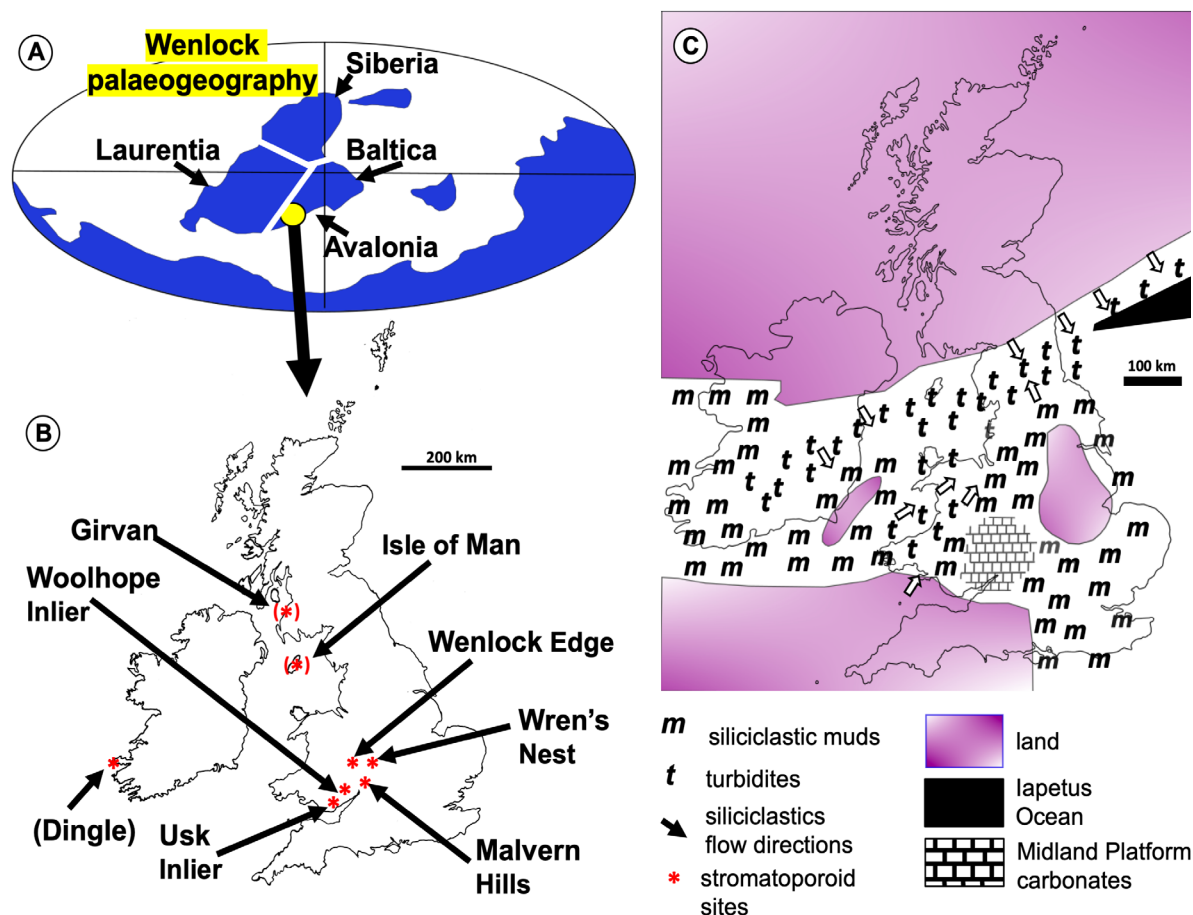 A
Wenlock
palaeogeography
Siberia
Laurentia
Baltica
Avalonia
B
200 km
Girvan
Isle of Man
Woolhope
Inlier
(*)
(*)
Wenlock Edge
Wren's
Nest
*
* *
* *
*
(Dingle)
Usk
Inlier
Malvern
Hills
C
t
t
t
t
t
100 km
t t t
m m m t t t t t
m t t t t t m m
m t t t t t t m m
m m t t t m m t t m m m
m m t t m m t m m m
m m t m t t m m m
m m m t t m
m m m m m t m m m
m m m m t m m m
m m
m m
m m
m siliciclastic muds
t turbidites
siliciclastics
flow directions
* stromatoporoid
sites
land
Iapetus
Ocean
Midland Platform
carbonates